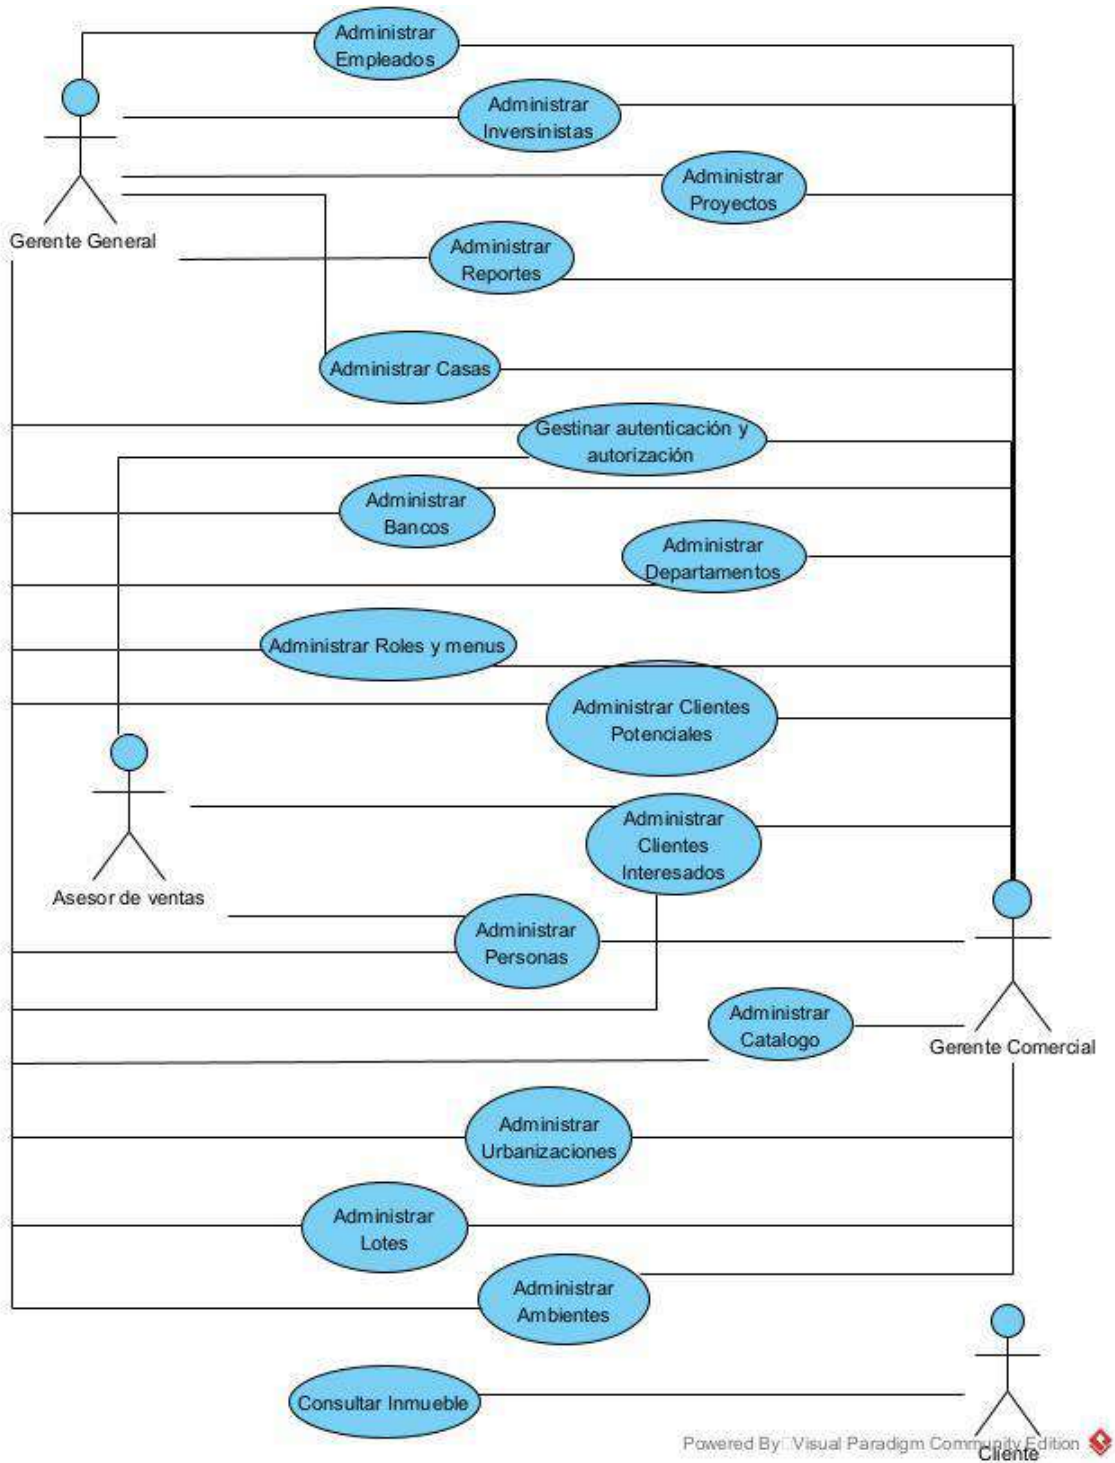 Administrar
Empleados
Administrar
Inversinistas
Administrar
Proyectos
Gerente General
Administrar
Reportes
Administrar Casas
Gestinar autenticación y
autorización
Administrar
Bancos
Administrar
Departamentos
Administrar Roles y menus
Administrar Clientes
Potenciales
Administrar
Clientes
Interesados
Asesor de ventas
Administrar
Personas
Administrar
Catalogo
Gerente Comercial
Administrar
Urbanizaciones
Administrar
Lotes
Administrar
Ambientes
Consultar Inmueble
Powered By Visual Paradigm Community Edition
Cliente